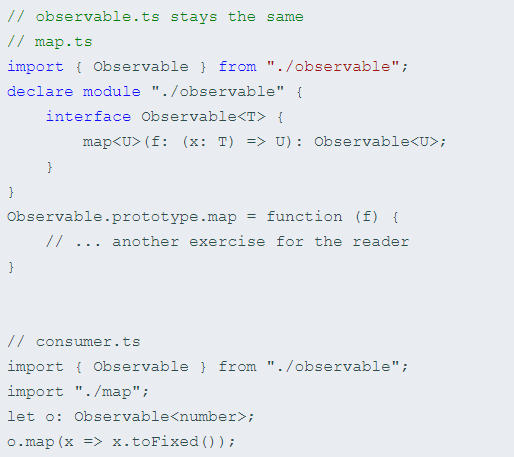 // observable.ts stays the same
// map.ts
import { Observable } from "./observable";
declare module "./observable" {
    interface Observable<T> {
        map<U>(f: (x: T) => U): Observable<U>;
    }
}
Observable.prototype.map = function (f) {
    // ... another exercise for the reader
}
// consumer.ts
import { Observable } from "./observable";
import "./map";
let o: Observable<number>;
o.map(x => x.toFixed());